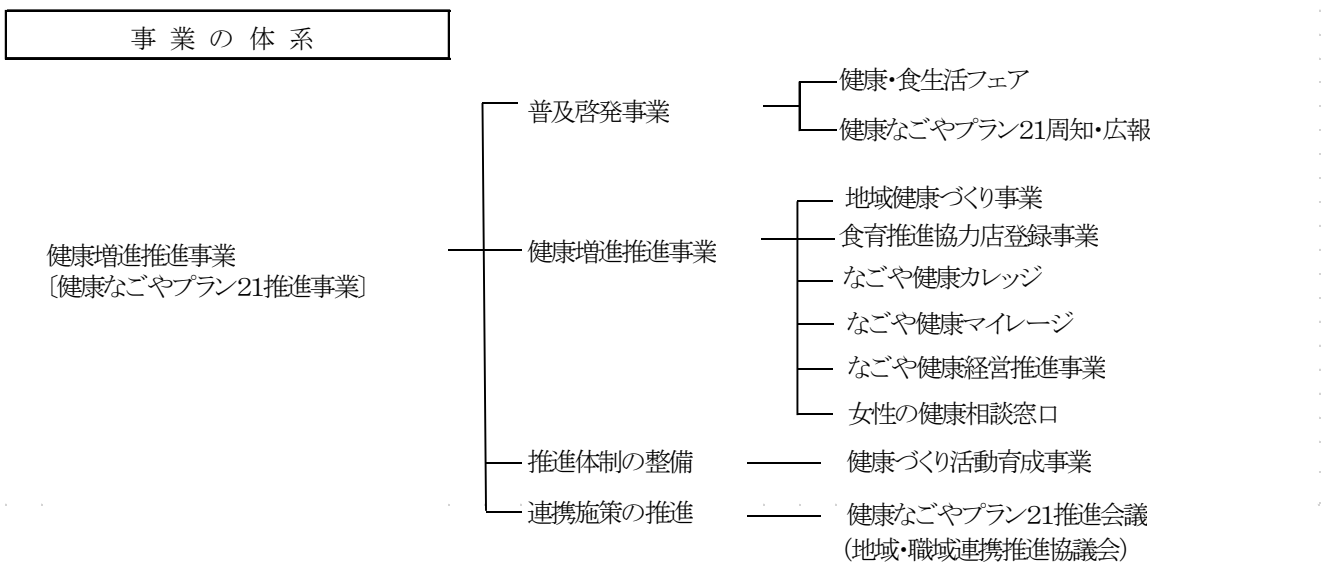 事業の体系
健康・食生活フェア
普及啓発事業
健康なごやプラン21周知・広報
地域健康づくり事業
食育推進協力店登録事業
健康増進推進事業
健康増進推進事業
〔健康なごやプラン21推進事業〕
なごや健康カレッジ
なごや健康マイレージ
なごや健康経営推進事業
女性の健康相談窓口
推進体制の整備
健康づくり活動育成事業
連携施策の推進
健康なごやプラン21推進会議
(地域・職域連携推進協議会)